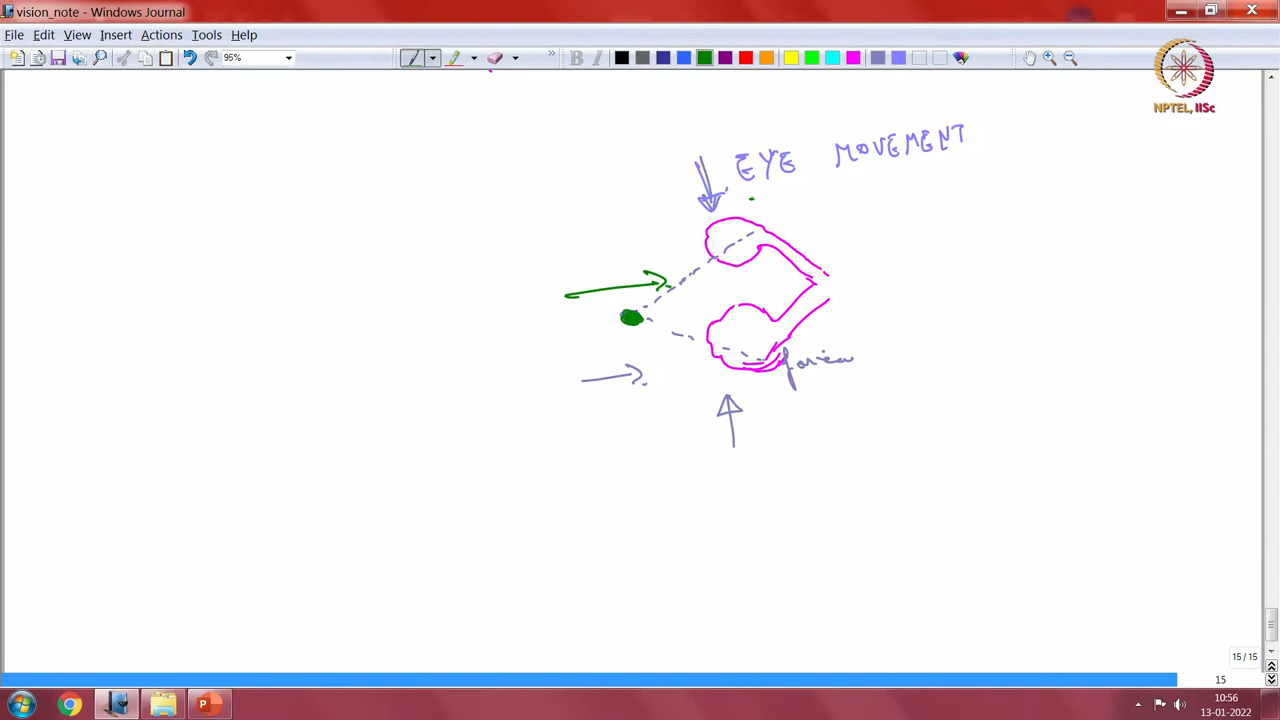 vision_note - Windows Journal
File Edit View Insert Actions Tools Help
95%
B I
NPTEL, IISc
EYE MOVEMENT
fovea
15 / 15
15
10:56
13-01-2022